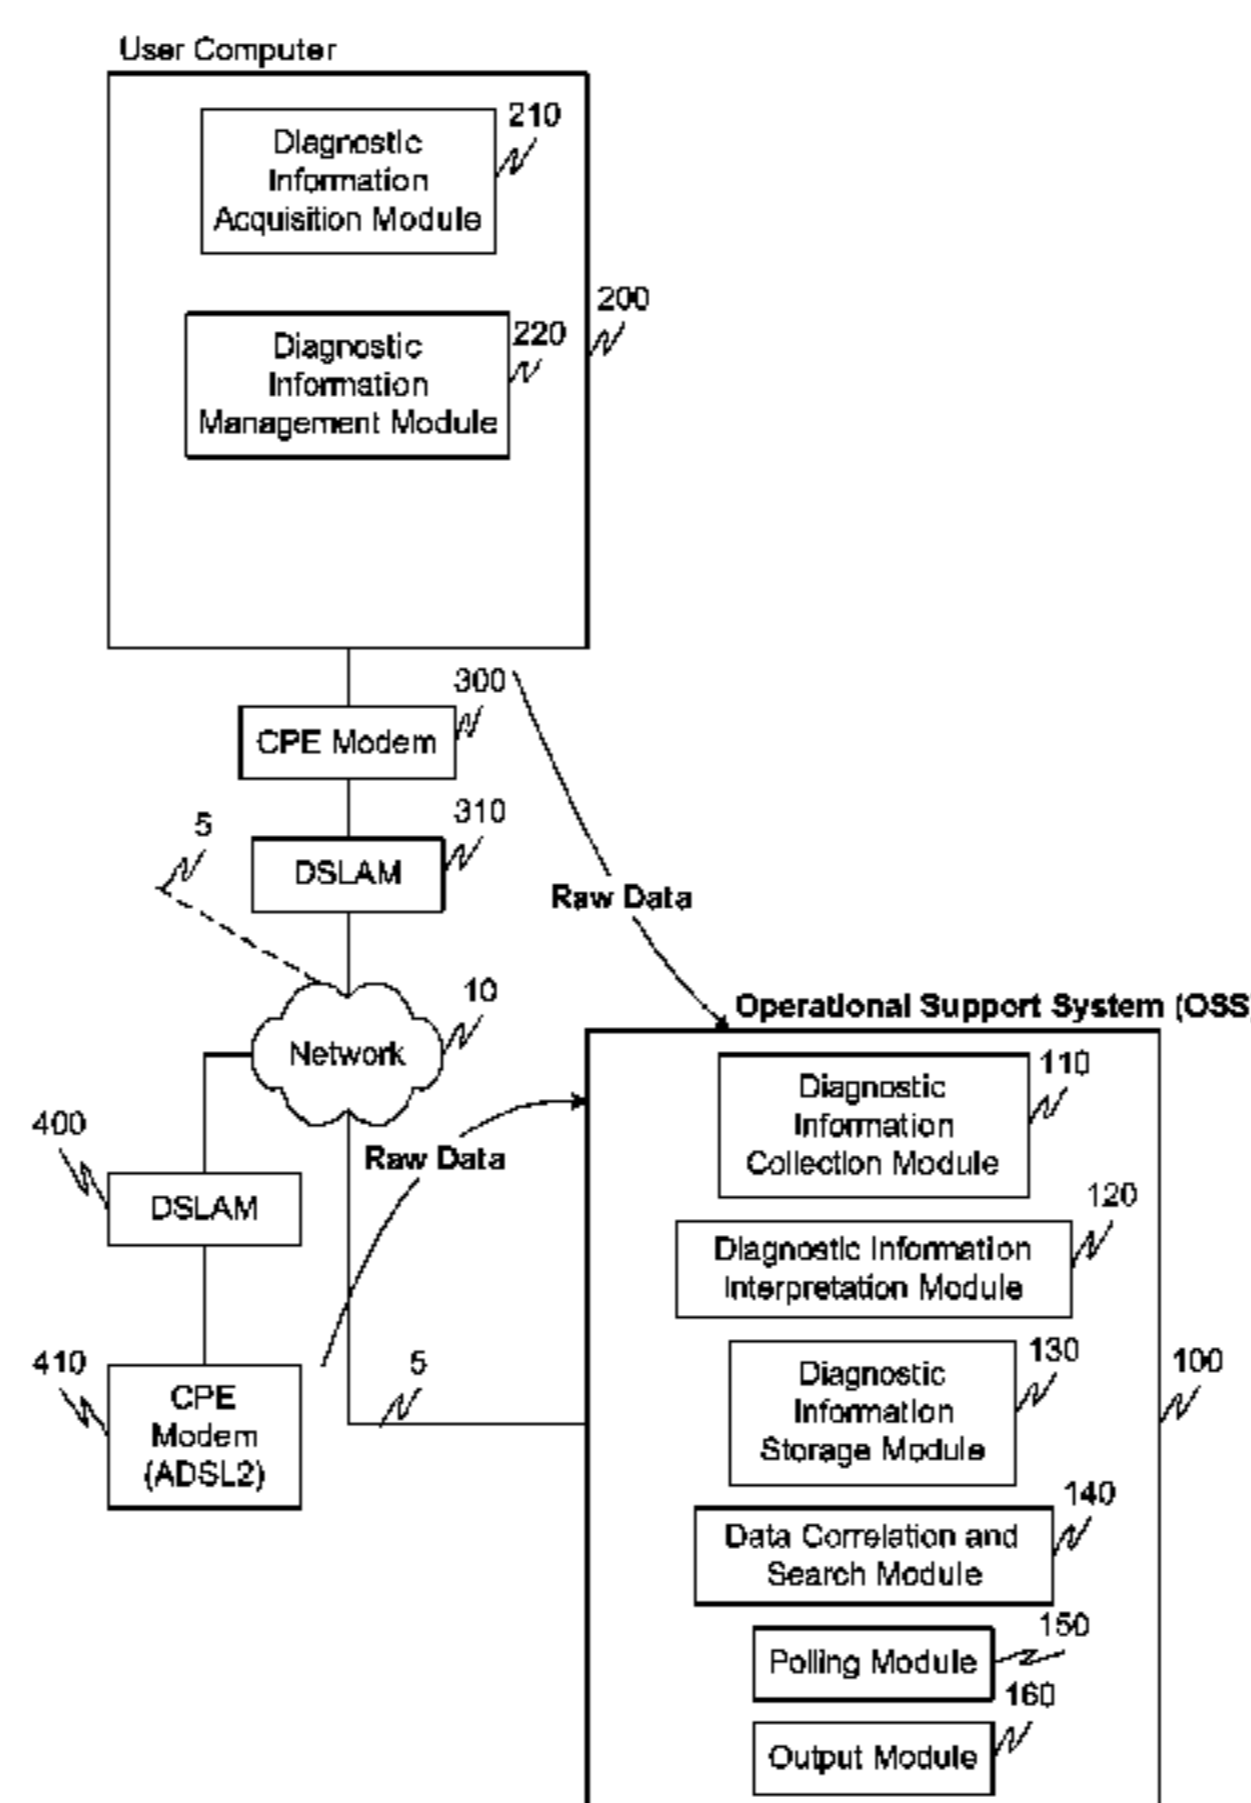 User Computer
210
Diagnostic
Information
Acquisition Module
200
220
Diagnostic
Information
Management Module
300
CPE Modem
310
5
DSLAM
Raw Data
10
Operational Support System (OSS)
Network
110
Diagnostic
Information
Collection Module
400
Raw Data
DSLAM
120
Diagnostic Information
Interpretation Module
130
100
410
5
CPE
Modem
(ADSL2)
Diagnostic
Information
Storage Module
140
Data Correlation and
Search Module
150
Polling Module
160
Output Module